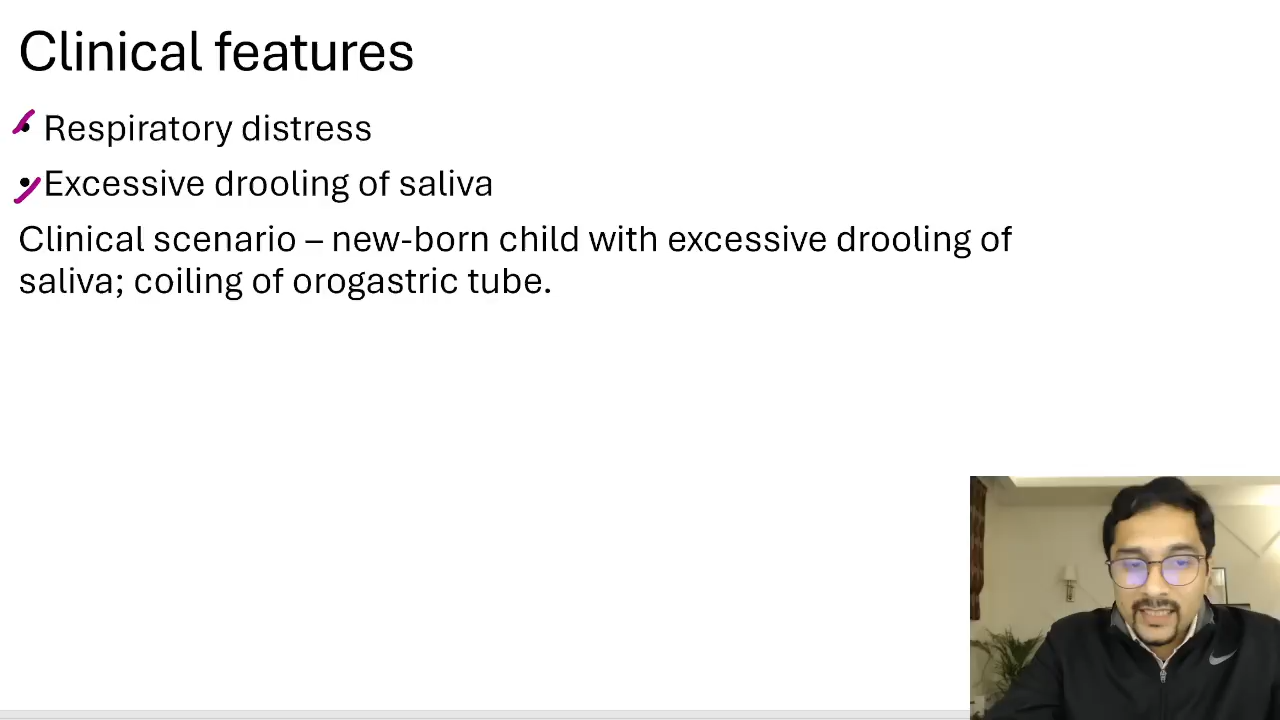 Clinical features
• Respiratory distress
• Excessive drooling of saliva
Clinical scenario – new-born child with excessive drooling of
saliva; coiling of orogastric tube.